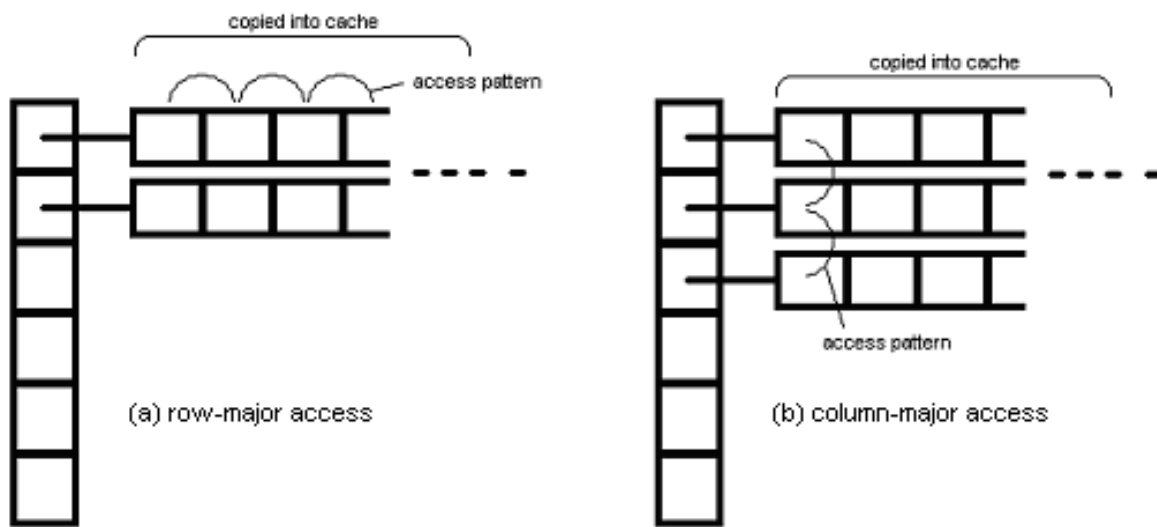 copied into cache
access pattern
(a) row-major access
copied into cache
access pattern
(b) column-major access